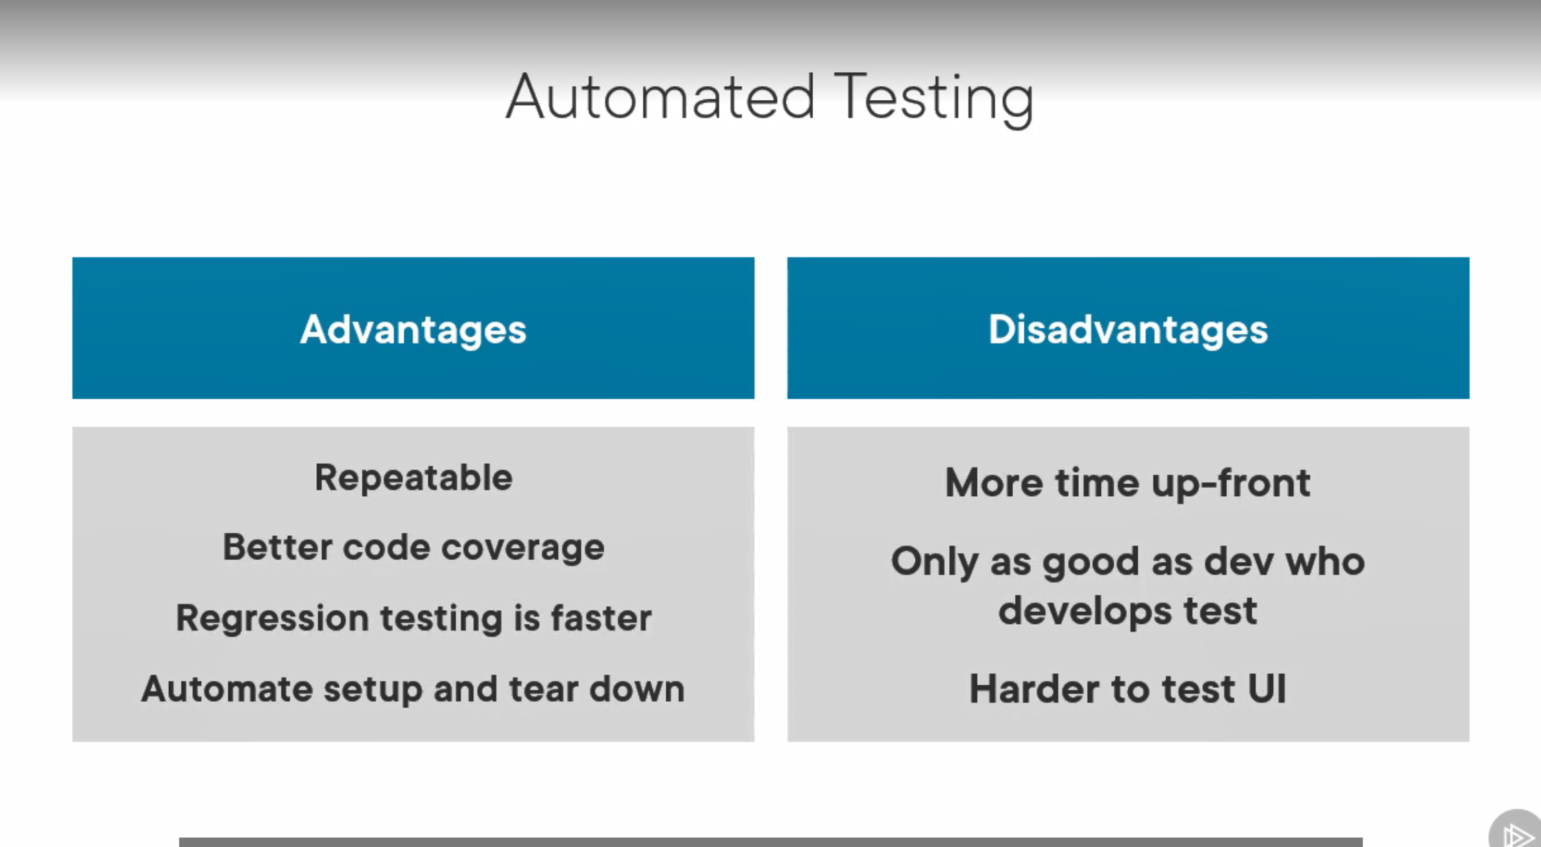 Automated Testing
Advantages
Repeatable
Better code coverage
Regression testing is faster
Automate setup and tear down
Disadvantages
More time up-front
Only as good as dev who
develops test
Harder to test UI